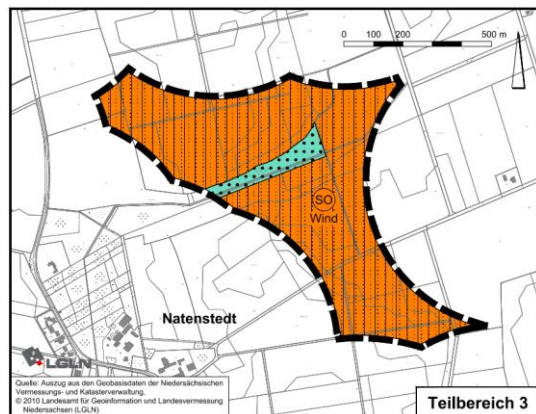 0 100 200 500 m
SO
Wind
Natenstedt
LGLN
Quelle: Auszug aus den Geobasisdaten der Niedersächsischen
Vermessungs- und Katasterverwaltung,
© 2010 Landesamt für Geoinformation und Landesvermessung
Niedersachsen (LGLN)
Teilbereich 3